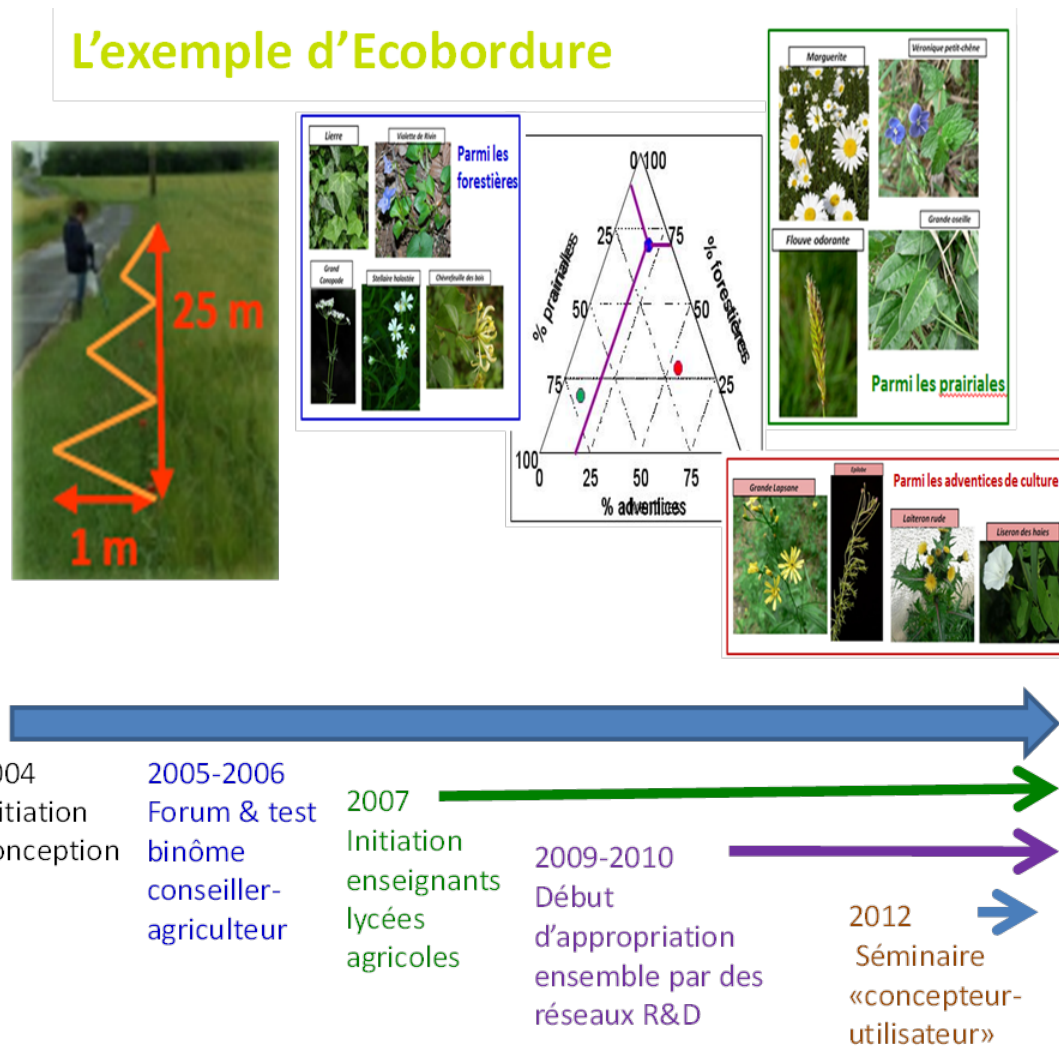 L'exemple d'Ecobordure
25 m
1 m
Lierre
Violette de Rivin
Parmi les
forestières
Grand
Conopode
Stellaire holostée
Chèvrefeuille des bois
0 100
25
75
50
50
75
25
100
0
25
50
75
% prairiales
% forestières
% adventices
Marguerite
Véronique petit-chêne
Flouve odorante
Grande oseille
Parmi les prairiales
Parmi les adventices de culture
Grande Lapsane
Epilobe
Laiteron rude
Liseron des haies
004
itiation
onception
2005-2006
Forum & test
binôme
conseiller-
agriculteur
2007
Initiation
enseignants
lycées
agricoles
2009-2010
Début
d'appropriation
ensemble par des
réseaux R&D
2012
Séminaire
«concepteur-
utilisateur»